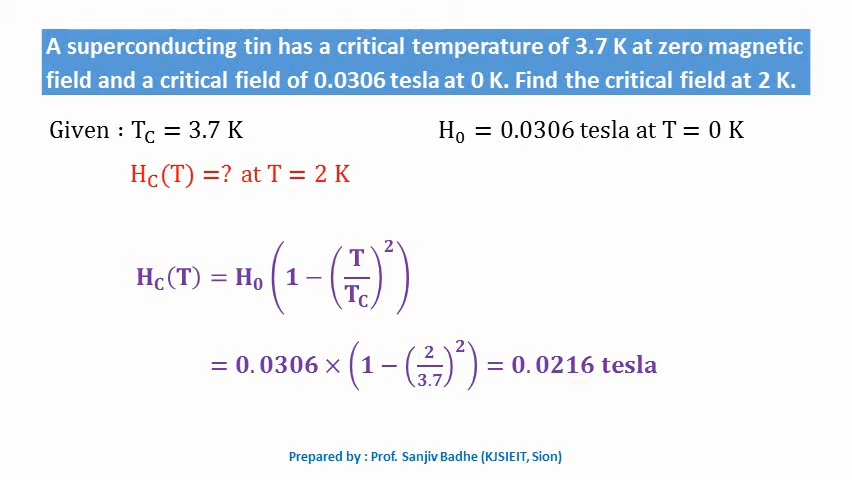 A superconducting tin has a critical temperature of 3.7 K at zero magnetic
field and a critical field of 0.0306 tesla at 0 K. Find the critical field at 2 K.
Given : T_C = 3.7 K H_0 = 0.0306 tesla at T = 0 K
H_C(T) =? at T = 2 K
H_C(T) = H_0 (1 − (T/T_C)^2)
= 0.0306 × (1 − (2/3.7)^2) = 0.0216 tesla
Prepared by : Prof. Sanjiv Badhe (KJSIEIT, Sion)